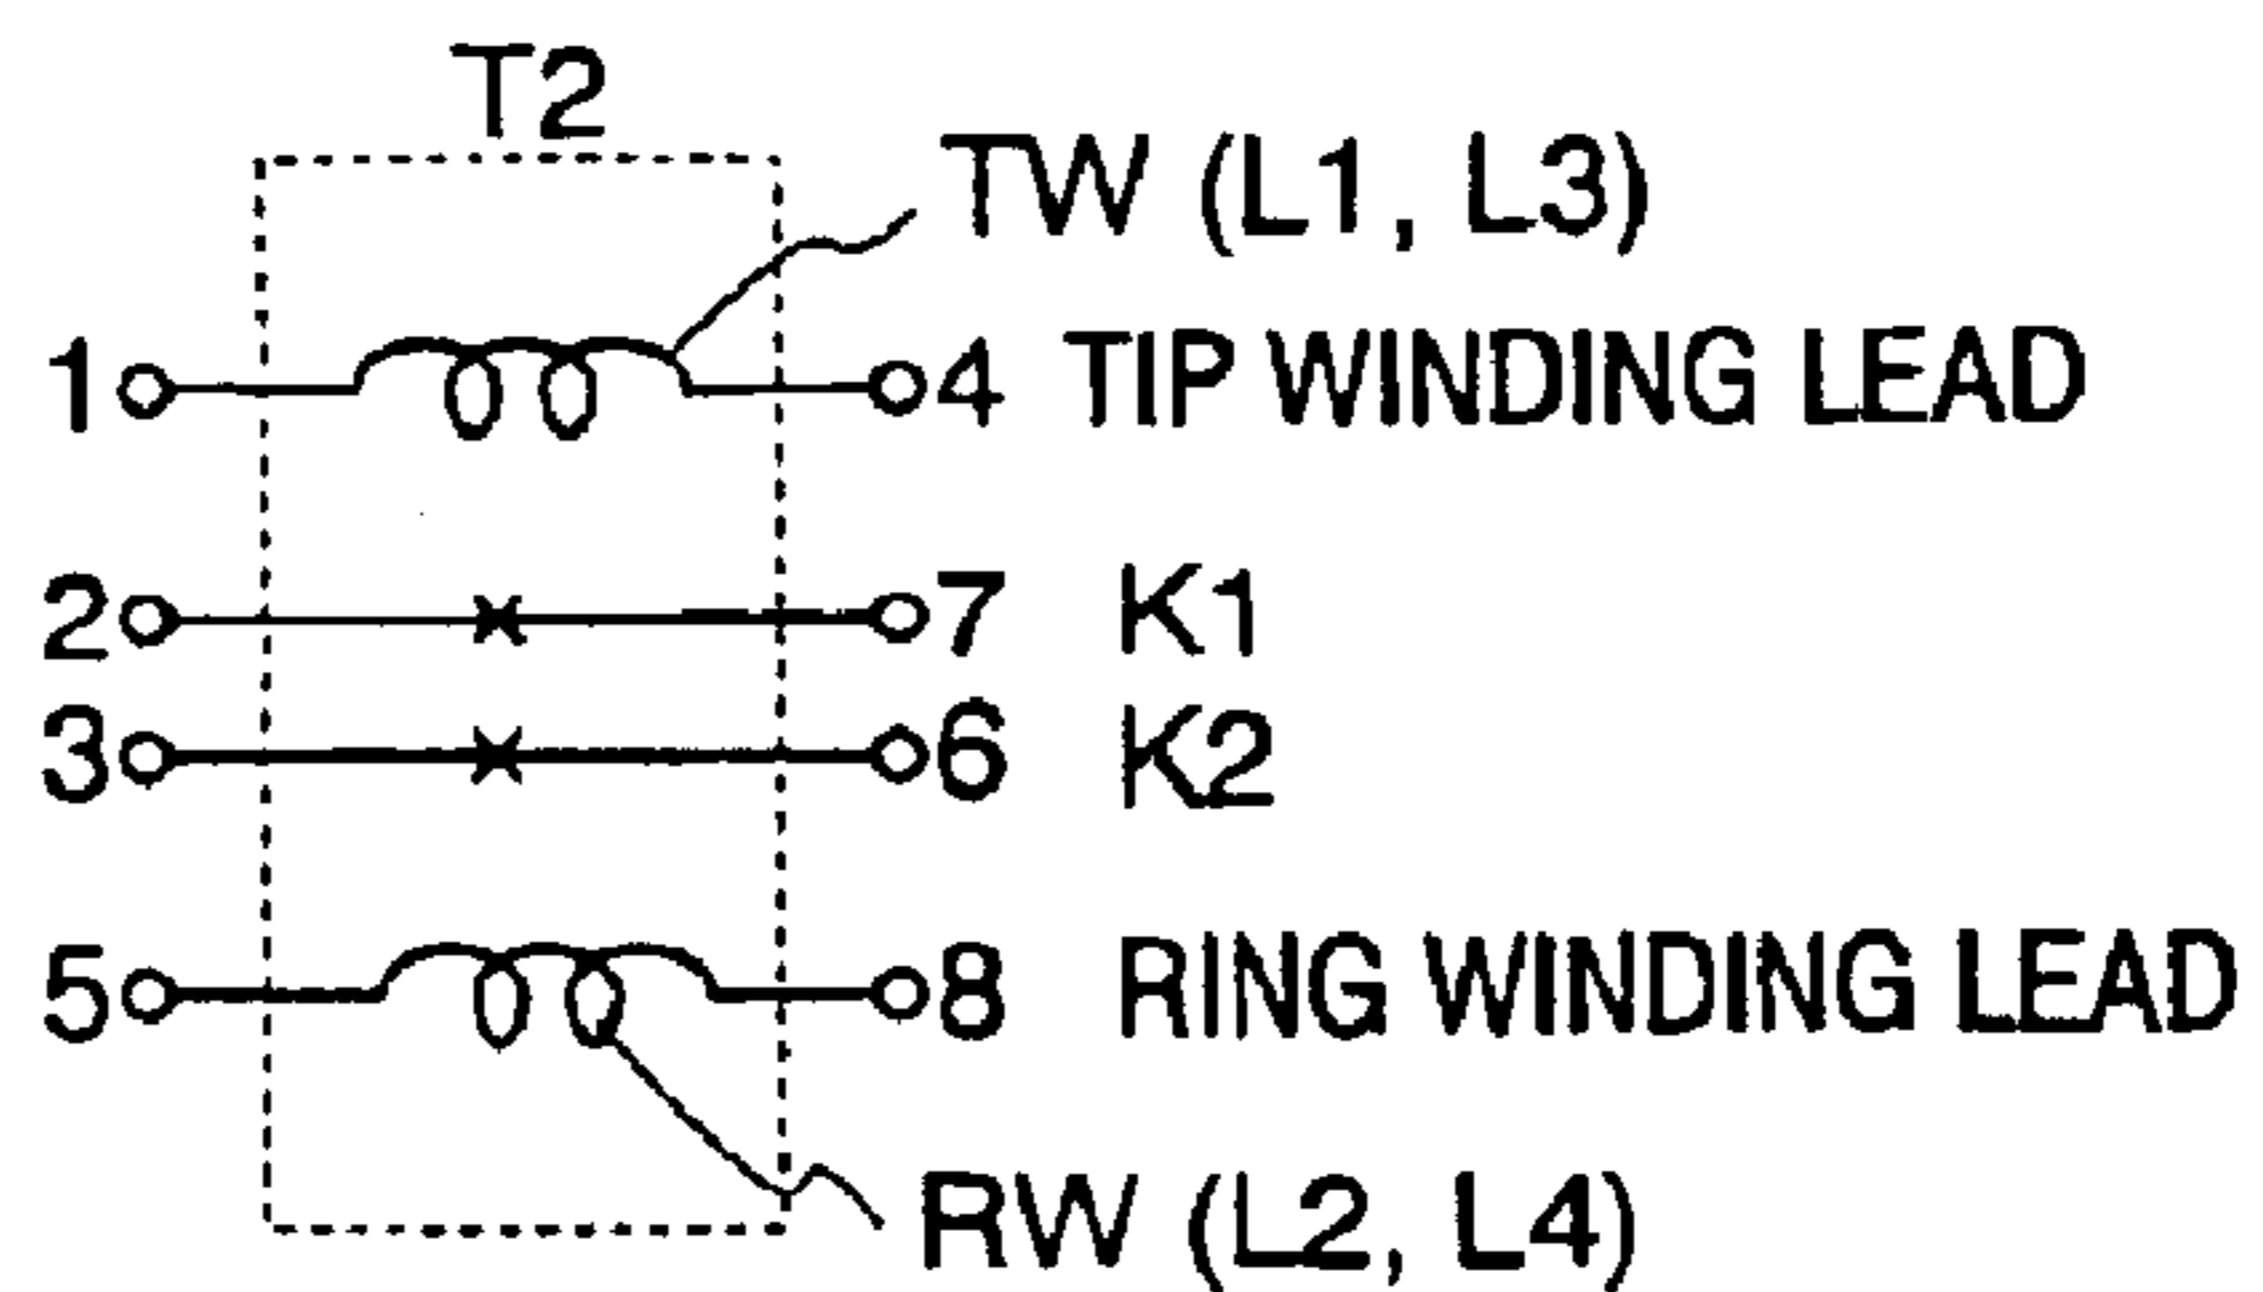 T2
TW (L1, L3)
1 4 TIP WINDING LEAD
2 7 K1
3 6 K2
5 8 RING WINDING LEAD
RW (L2, L4)